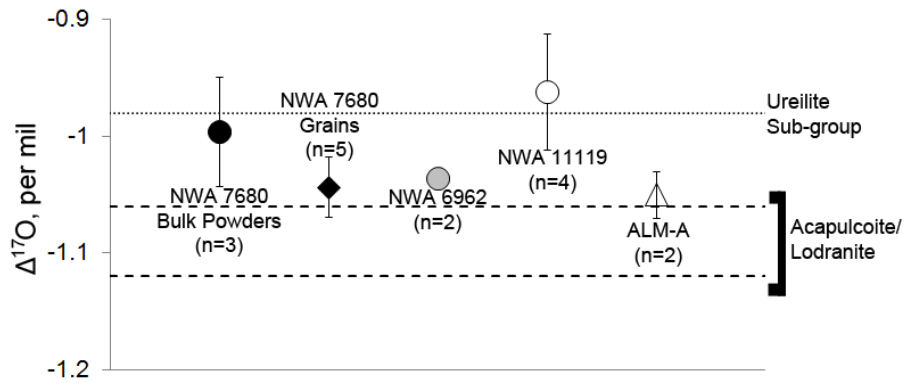 -0.9
-1
-1.1
-1.2
Δ¹⁷O, per mil
NWA 7680
Bulk Powders
(n=3)
NWA 7680
Grains
(n=5)
NWA 6962
(n=2)
NWA 11119
(n=4)
ALM-A
(n=2)
Ureilite
Sub-group
Acapulcoite/
Lodranite